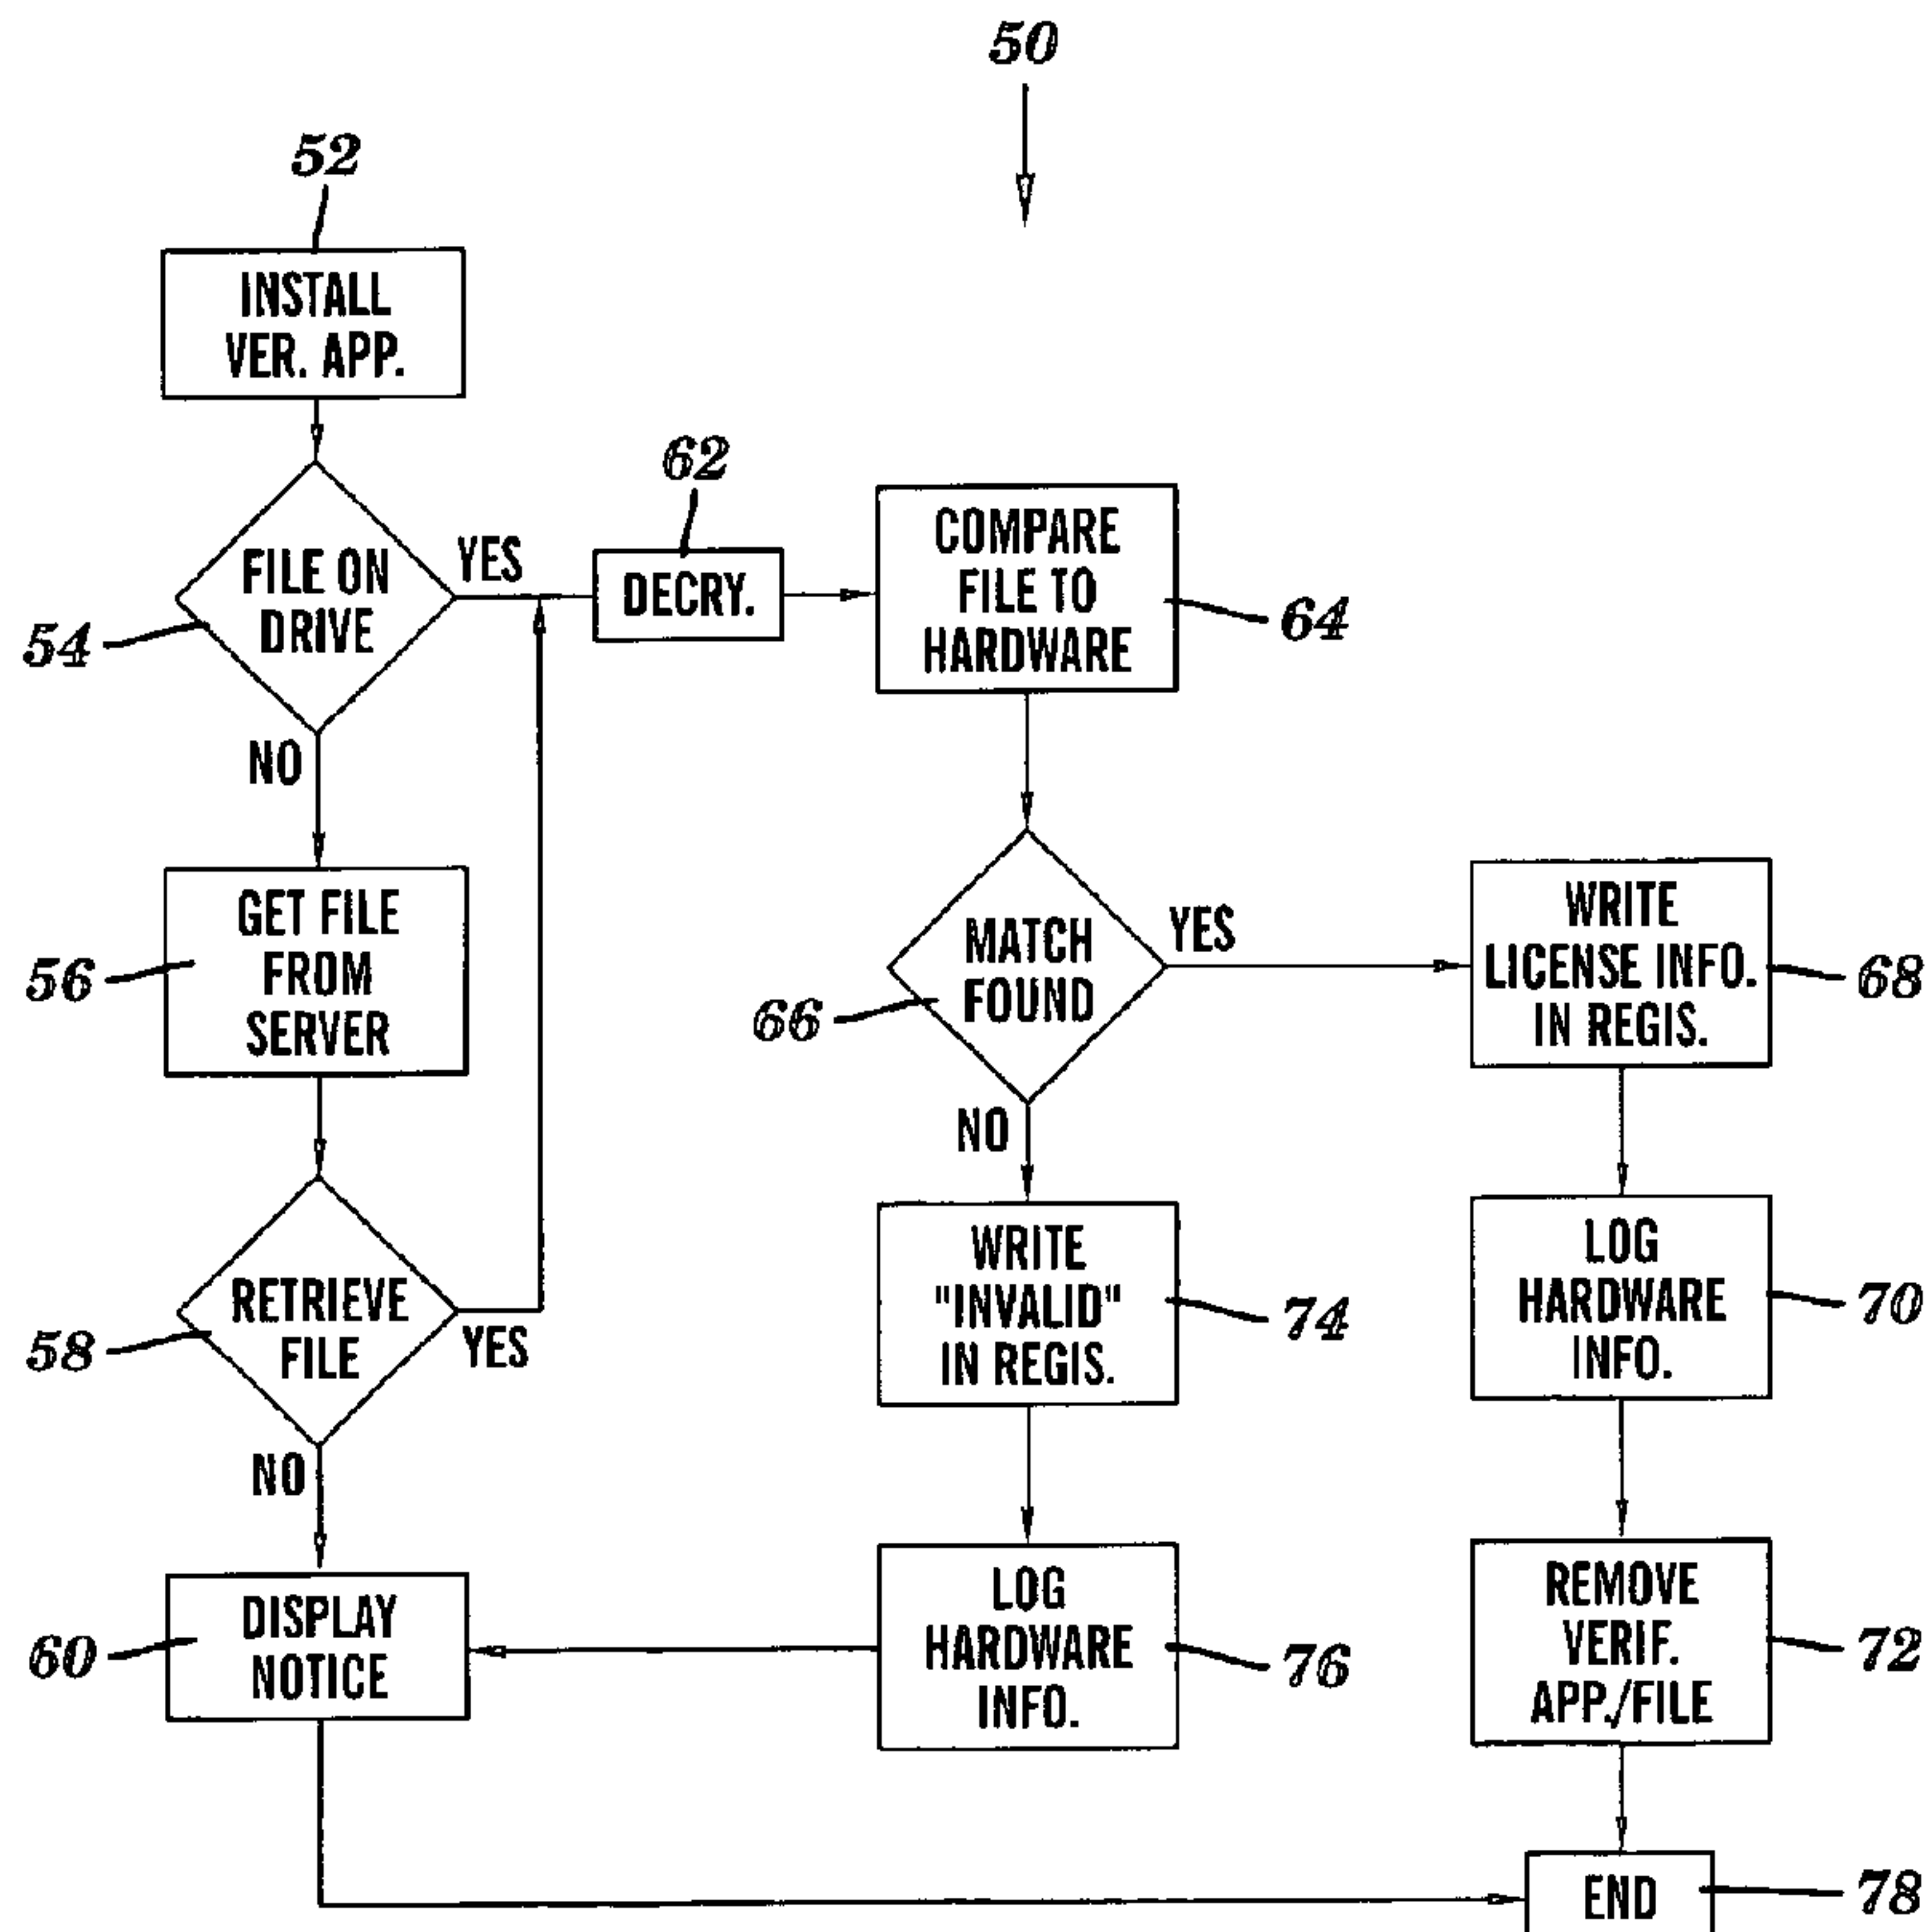 50
52
INSTALL
VER. APP.
54
FILE ON
DRIVE
YES
NO
62
DECRY.
COMPARE
FILE TO
HARDWARE
64
56
GET FILE
FROM
SERVER
66
MATCH
FOUND
YES
NO
WRITE
LICENSE INFO.
IN REGIS.
68
58
RETRIEVE
FILE
YES
NO
WRITE
"INVALID"
IN REGIS.
74
LOG
HARDWARE
INFO.
70
60
DISPLAY
NOTICE
LOG
HARDWARE
INFO.
76
REMOVE
VERIF.
APP./FILE
72
END
78